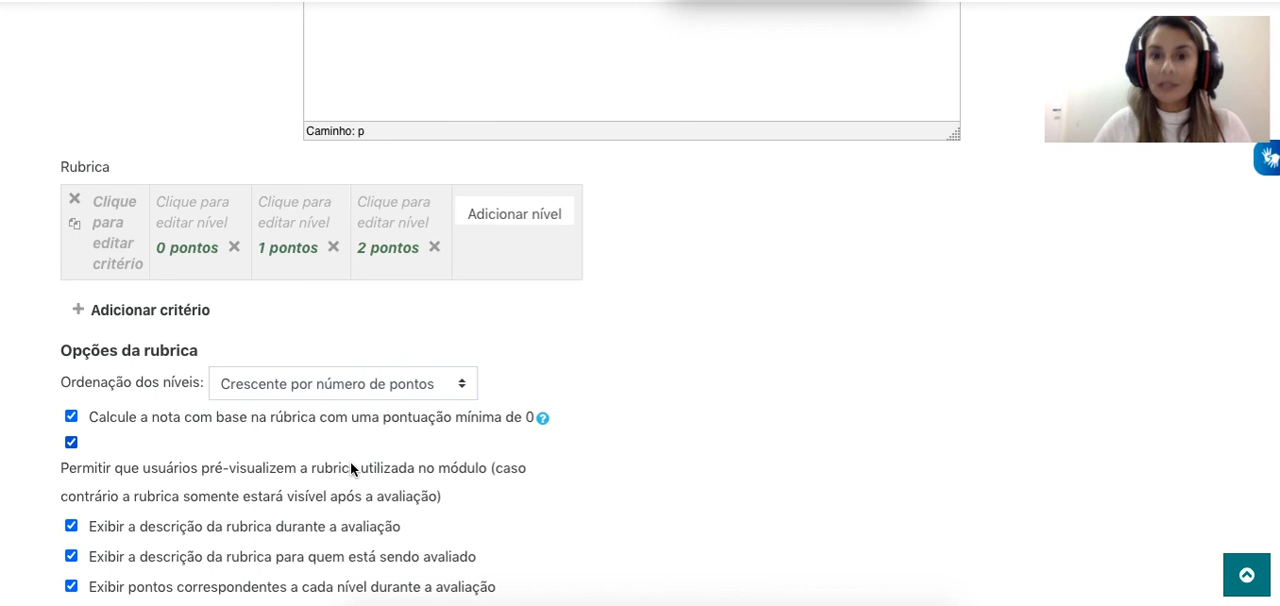 Caminho: p
Rubrica
Clique para editar critério
Clique para editar nível
0 pontos
Clique para editar nível
1 pontos
Clique para editar nível
2 pontos
Adicionar nível
Adicionar critério
Opções da rubrica
Ordenação dos níveis: Crescente por número de pontos
Calcule a nota com base na rúbrica com uma pontuação mínima de 0
Permitir que usuários pré-visualizem a rubrica utilizada no módulo (caso
contrário a rubrica somente estará visível após a avaliação)
Exibir a descrição da rubrica durante a avaliação
Exibir a descrição da rubrica para quem está sendo avaliado
Exibir pontos correspondentes a cada nível durante a avaliação